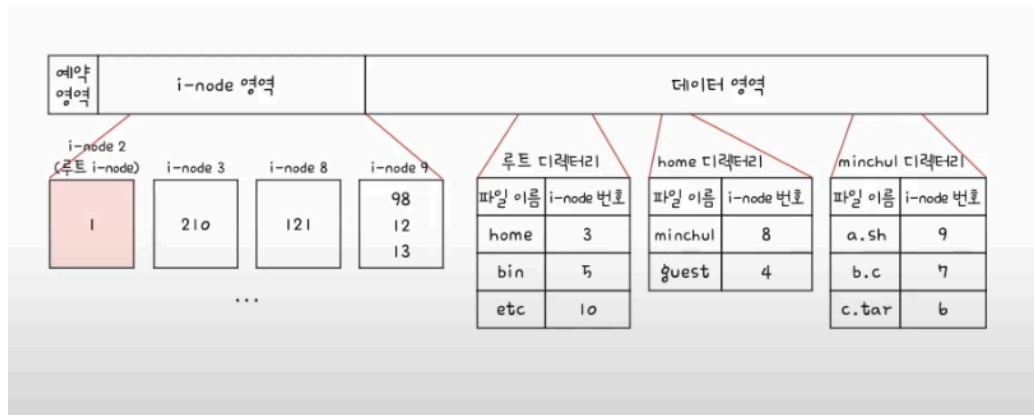 예약
영역
i-node 영역
데이터 영역
i-node 2
(루트 i-node)
i-node 3
i-node 8
i-node 9
1
210
121
98
12
13
...
루트 디렉터리
파일 이름 i-node 번호
home 3
bin 5
etc 10
home 디렉터리
파일 이름 i-node 번호
minchul 8
guest 4
minchul 디렉터리
파일 이름 i-node 번호
a.sh 9
b.c 7
c.tar 6